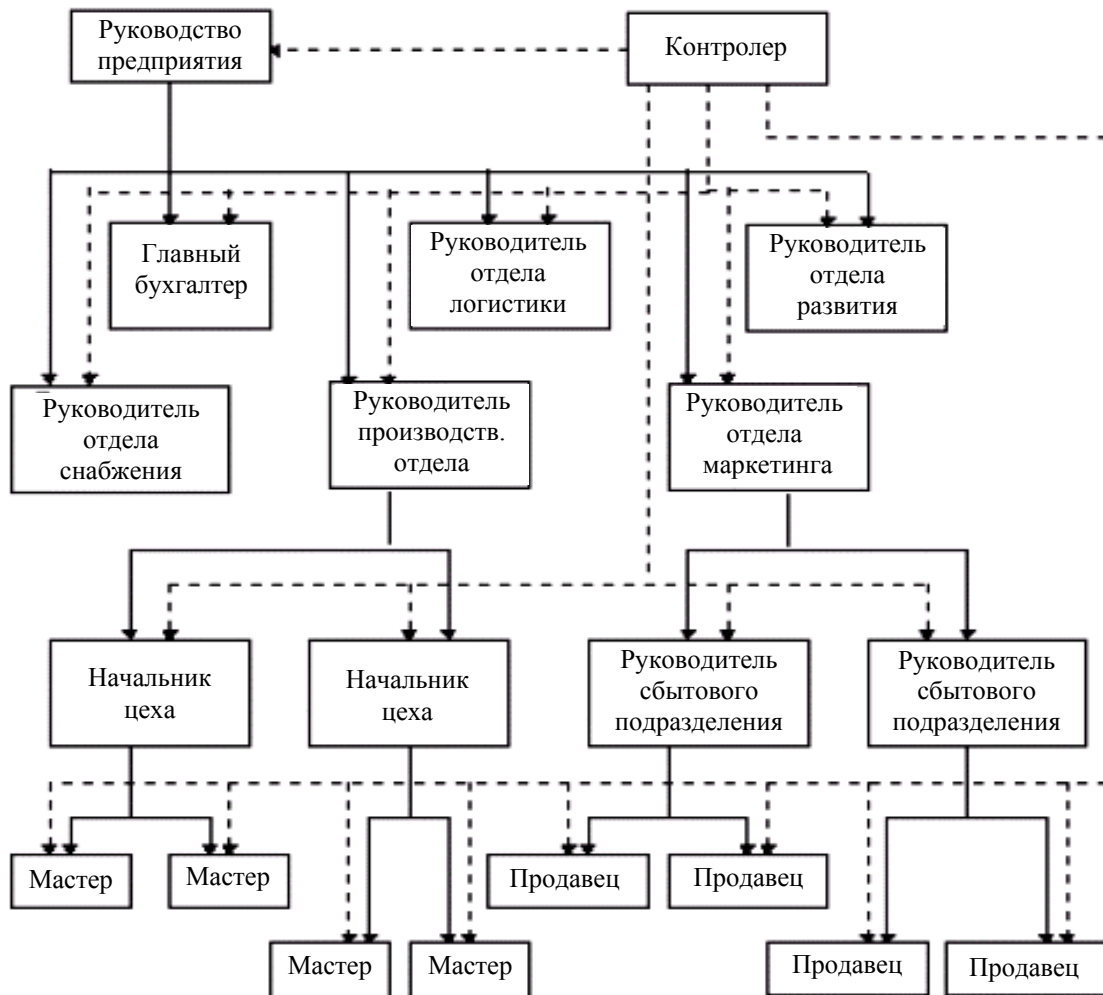 Руководство
предприятия
Контролер
Главный
бухгалтер
Руководитель
отдела
логистики
Руководитель
отдела
развития
Руководитель
отдела
снабжения
Руководитель
производств.
отдела
Руководитель
отдела
маркетинга
Начальник
цеха
Начальник
цеха
Руководитель
сбытового
подразделения
Руководитель
сбытового
подразделения
Мастер
Мастер
Продавец
Продавец
Мастер
Мастер
Продавец
Продавец